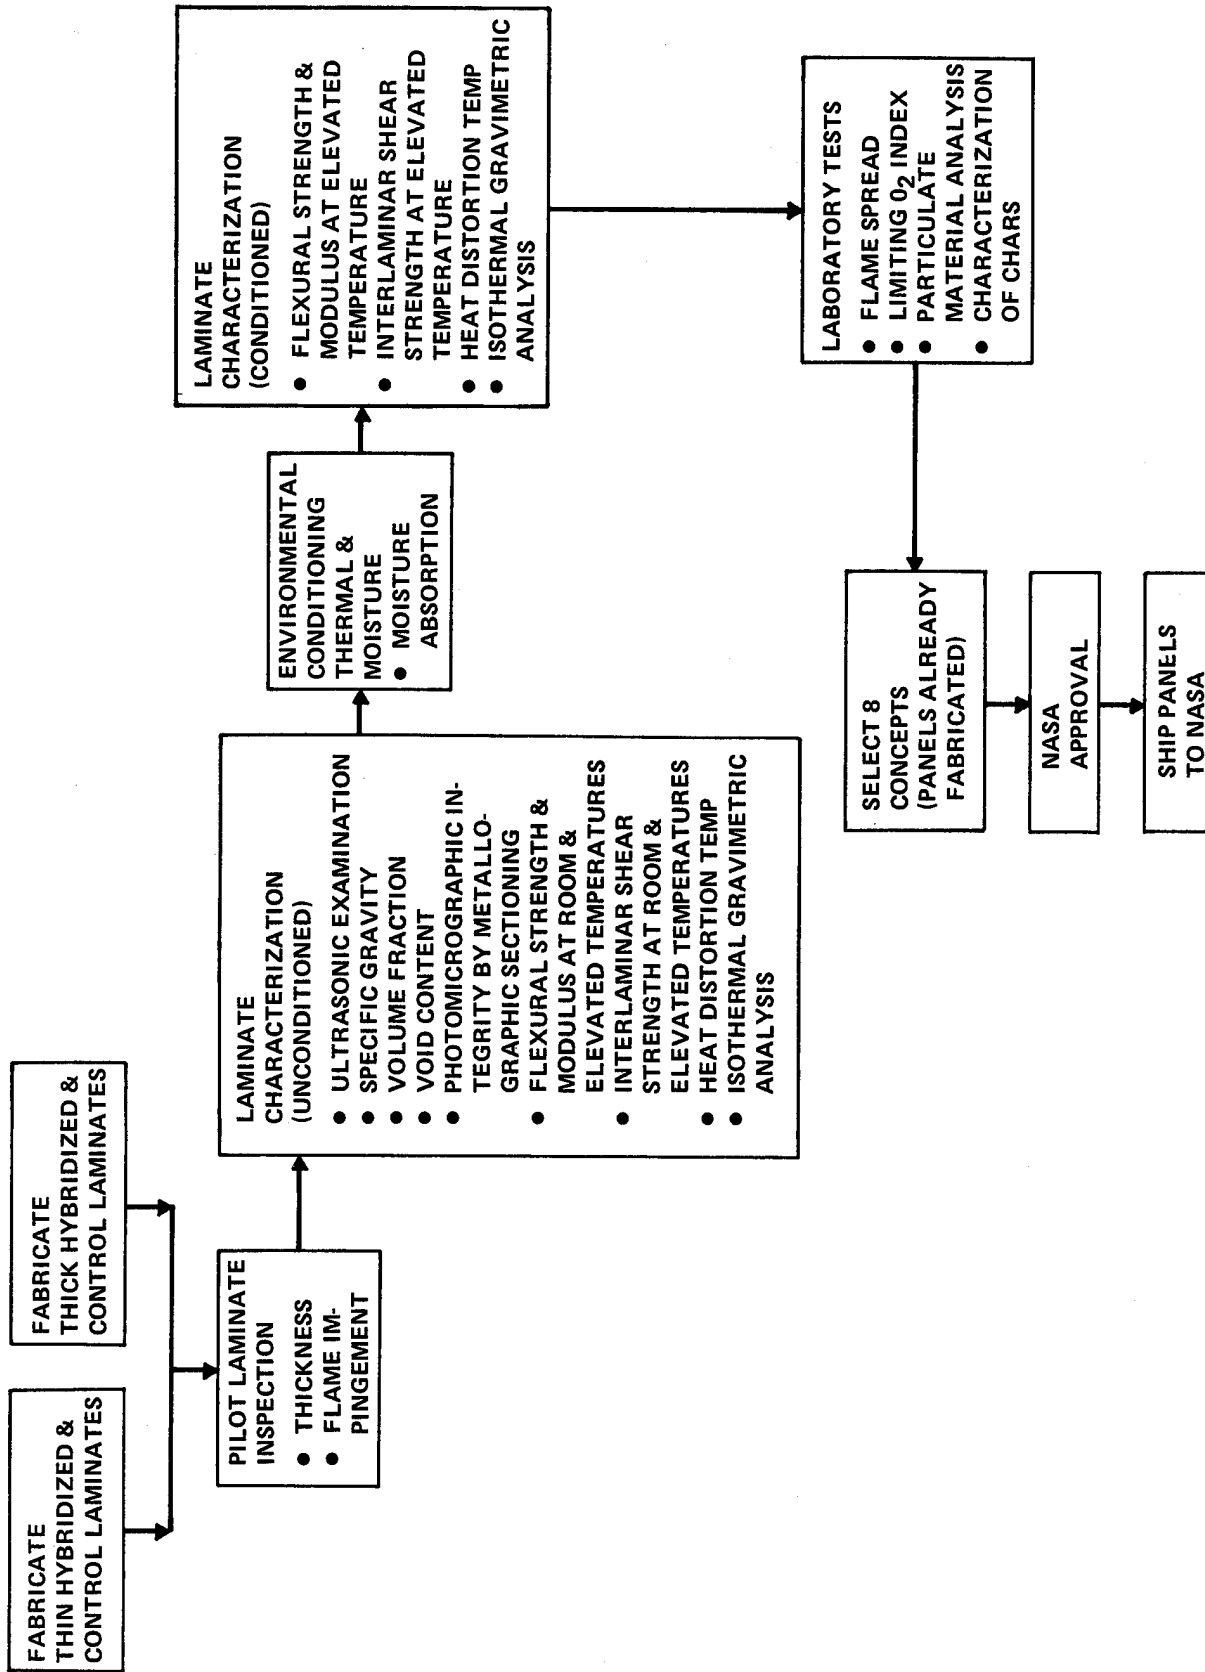 FABRICATE
THIN HYBRIDIZED &
CONTROL LAMINATES
FABRICATE
THICK HYBRIDIZED &
CONTROL LAMINATES
PILOT LAMINATE
INSPECTION
● THICKNESS
● FLAME IM-
PINGEMENT
LAMINATE
CHARACTERIZATION
(UNCONDITIONED)
● ULTRASONIC EXAMINATION
● SPECIFIC GRAVITY
● VOLUME FRACTION
● VOID CONTENT
● PHOTOMICROGRAPHIC IN-
TEGRITY BY METALLO-
GRAPHIC SECTIONING
● FLEXURAL STRENGTH &
MODULUS AT ROOM &
ELEVATED TEMPERATURES
● INTERLAMINAR SHEAR
STRENGTH AT ROOM &
ELEVATED TEMPERATURES
● HEAT DISTORTION TEMP
● ISOTHERMAL GRAVIMETRIC
ANALYSIS
ENVIRONMENTAL
CONDITIONING
THERMAL &
MOISTURE
● MOISTURE
ABSORPTION
LAMINATE
CHARACTERIZATION
(CONDITIONED)
● FLEXURAL STRENGTH &
MODULUS AT ELEVATED
TEMPERATURE
● INTERLAMINAR SHEAR
STRENGTH AT ELEVATED
TEMPERATURE
● HEAT DISTORTION TEMP
● ISOTHERMAL GRAVIMETRIC
ANALYSIS
LABORATORY TESTS
● FLAME SPREAD
● LIMITING O2 INDEX
● PARTICULATE
MATERIAL ANALYSIS
● CHARACTERIZATION
OF CHARS
SELECT 8
CONCEPTS
(PANELS ALREADY
FABRICATED)
NASA
APPROVAL
SHIP PANELS
TO NASA